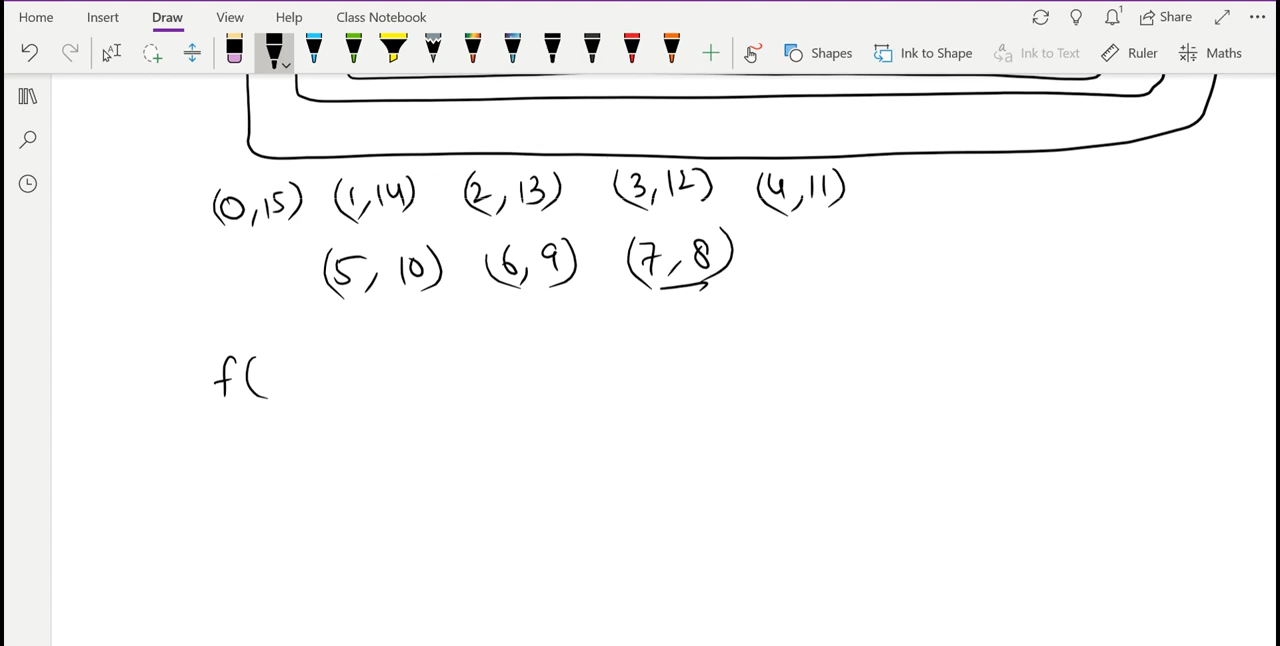 Home Insert Draw View Help Class Notebook 1 Share
Shapes Ink to Shape Ink to Text Ruler Maths
(0,15) (1,14) (2,13) (3,12) (4,11)
(5, 10) (6,9) (7,8)
f(